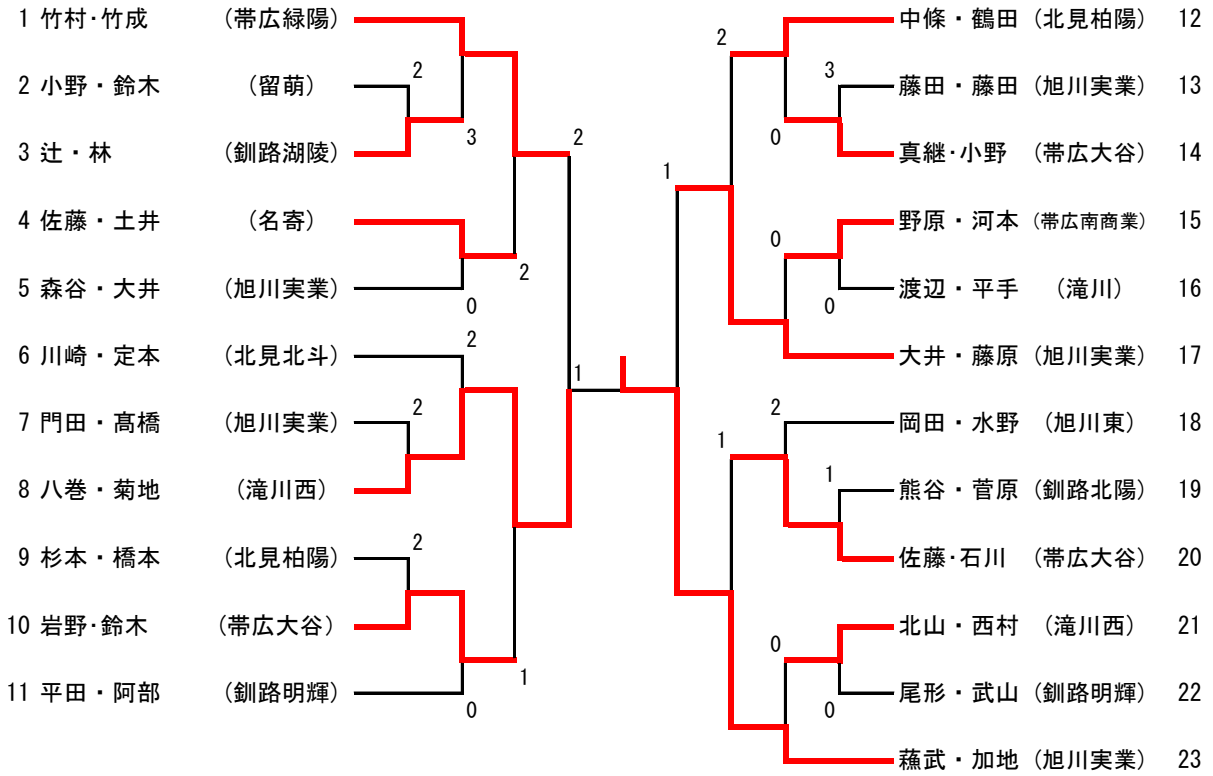 1 竹村・竹成 (帯広緑陽)
2 小野・鈴木 (留萌)
3 辻・林 (釧路湖陵)
4 佐藤・土井 (名寄)
5 森谷・大井 (旭川実業)
6 川崎・定本 (北見北斗)
7 門田・髙橋 (旭川実業)
8 八巻・菊地 (滝川西)
9 杉本・橋本 (北見柏陽)
10 岩野・鈴木 (帯広大谷)
11 平田・阿部 (釧路明輝)
2
3
2
2
0
2
2
2
0
1
1
中條・鶴田 (北見柏陽) 12
藤田・藤田 (旭川実業) 13
真継・小野 (帯広大谷) 14
野原・河本 (帯広南商業) 15
渡辺・平手 (滝川) 16
大井・藤原 (旭川実業) 17
岡田・水野 (旭川東) 18
熊谷・菅原 (釧路北陽) 19
佐藤・石川 (帯広大谷) 20
北山・西村 (滝川西) 21
尾形・武山 (釧路明輝) 22
蕪武・加地 (旭川実業) 23
2
3
0
1
0
0
2
1
1
0
0